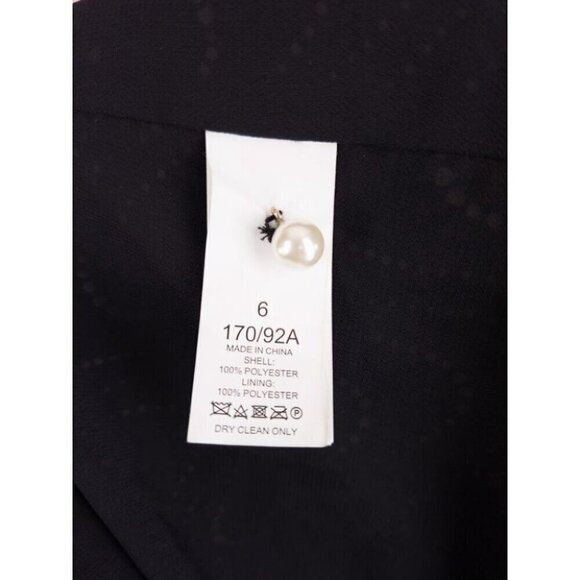 6
170/92A
MADE IN CHINA
SHELL:
100% POLYESTER
LINING:
100% POLYESTER
P
DRY CLEAN ONLY